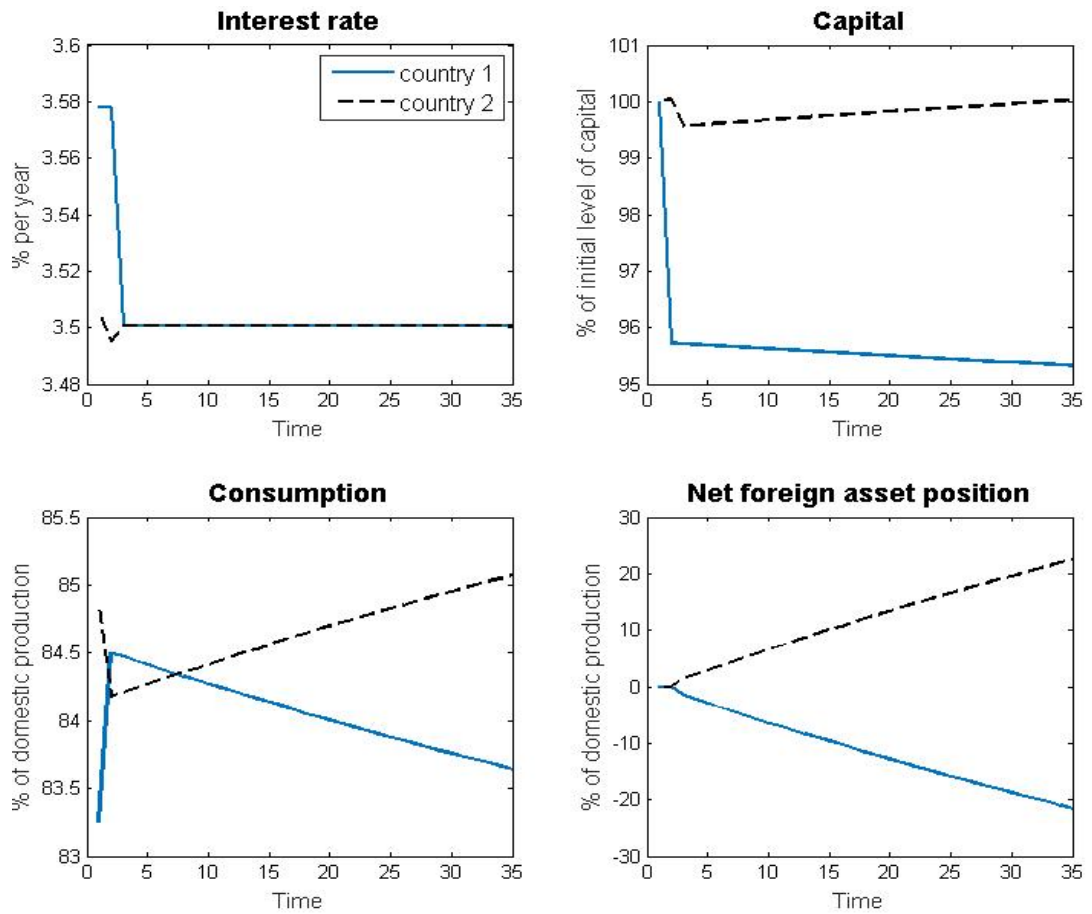 Interest rate
3.6
3.58
3.56
3.54
3.52
3.5
3.48
% per year
country 1
country 2
0 5 10 15 20 25 30 35
Time
Capital
101
100
99
98
97
96
95
% of initial level of capital
0 5 10 15 20 25 30 35
Time
Consumption
85.5
85
84.5
84
83.5
83
% of domestic production
0 5 10 15 20 25 30 35
Time
Net foreign asset position
30
20
10
0
-10
-20
-30
% of domestic production
0 5 10 15 20 25 30 35
Time